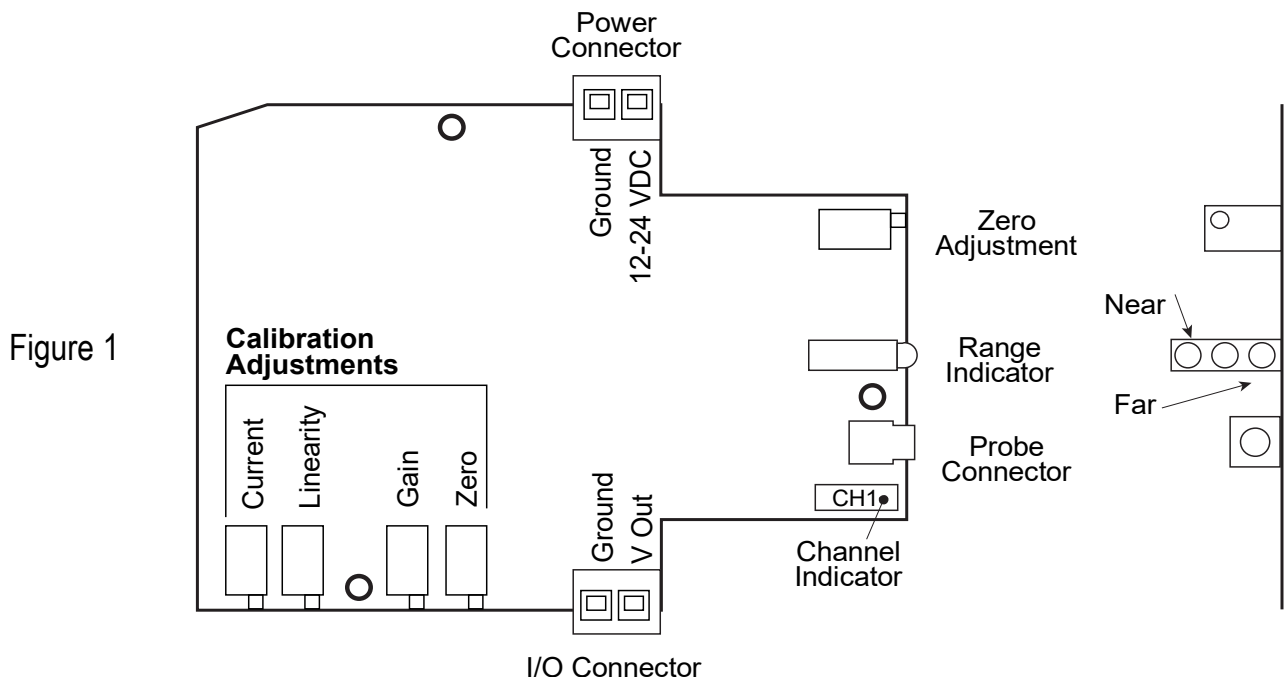 Power
Connector
Ground
12-24 VDC
Zero
Adjustment
Near
Figure 1
Calibration
Adjustments
Range
Indicator
Far
Current
Linearity
Gain
Zero
Probe
Connector
Ground
V Out
CH1
Channel
Indicator
I/O Connector